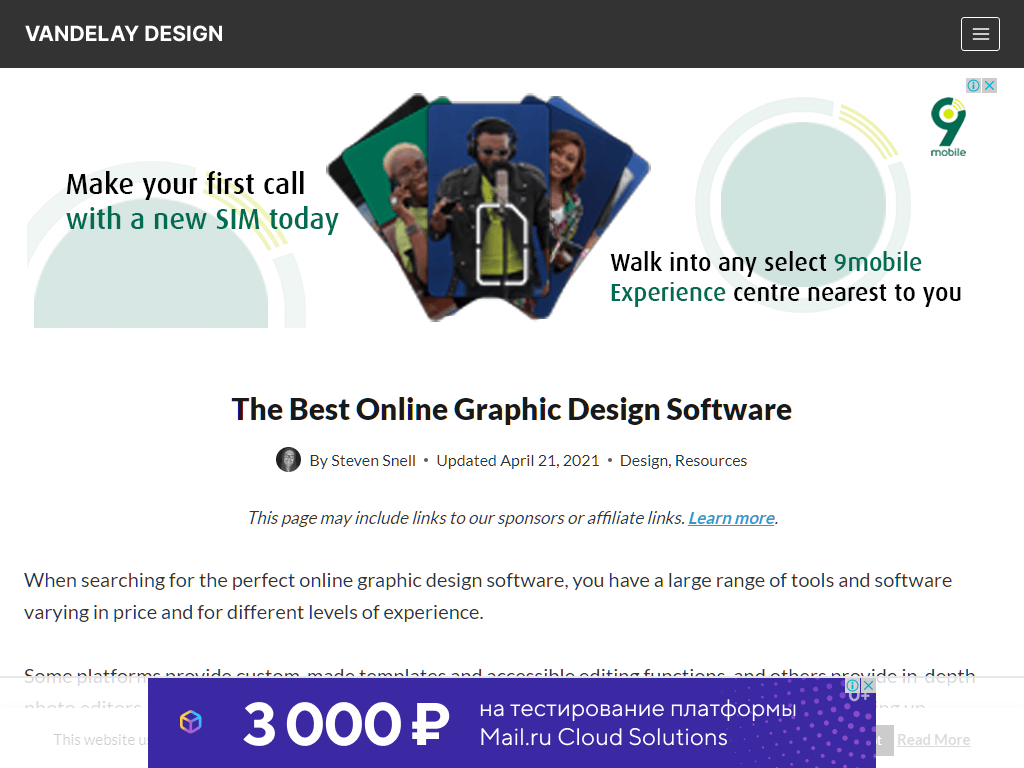 VANDELAY DESIGN
9
mobile
Make your first call
with a new SIM today
Walk into any select 9mobile
Experience centre nearest to you
The Best Online Graphic Design Software
By Steven Snell • Updated April 21, 2021 • Design, Resources
This page may include links to our sponsors or affiliate links. Learn more.
When searching for the perfect online graphic design software, you have a large range of tools and software
varying in price and for different levels of experience.
Some platforms provide custom-made templates and accessible editing functions, and others provide in-depth
photo editors
3 000 ₽
на тестирование платформы
Mail.ru Cloud Solutions
0+
This website
Read More